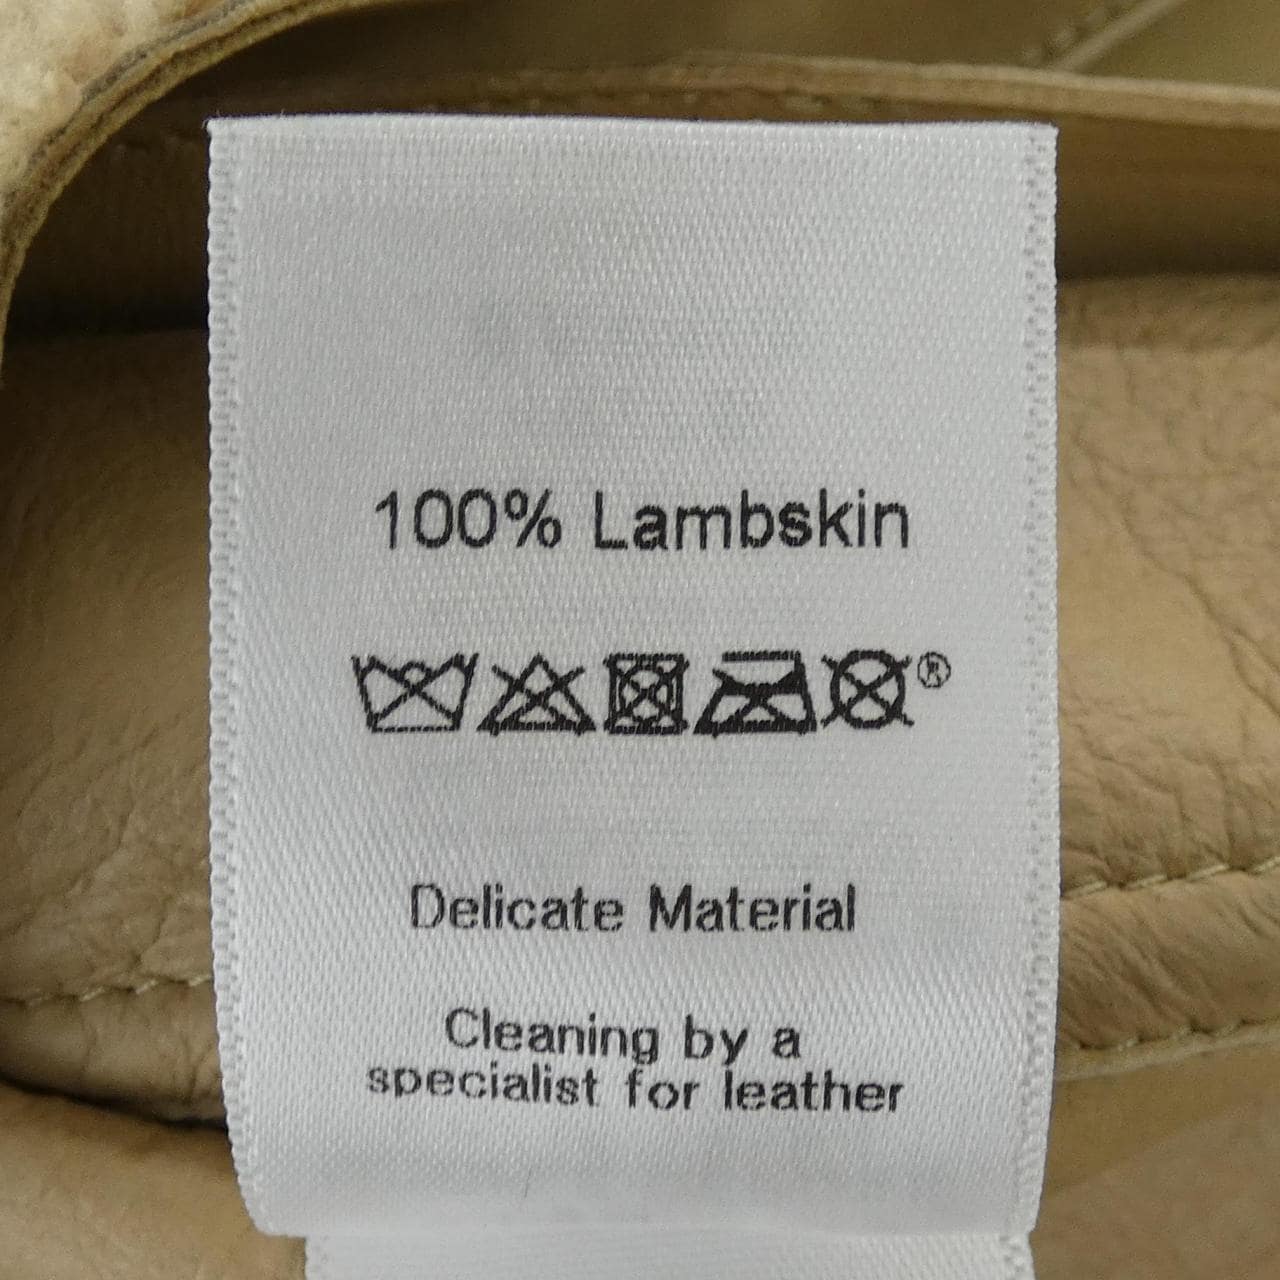 100% Lambskin
®
Delicate Material
Cleaning by a
specialist for leather